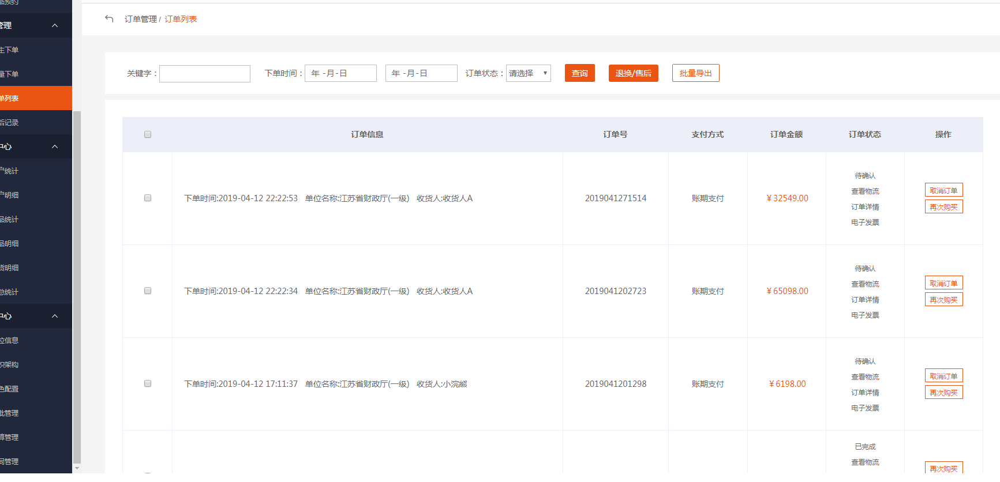 订单管理 / 订单列表
管理
主下单
量下单
单列表
后记录
中心
户统计
户明细
品统计
品明细
货明细
总统计
中心
位信息
织架构
色配置
批管理
算管理
同管理
关键字： 下单时间： 年 -月-日 年 -月-日 订单状态： 请选择 查询 退换/售后 批量导出
订单信息 订单号 支付方式 订单金额 订单状态 操作
下单时间:2019-04-12 22:22:53 单位名称:江苏省财政厅(一级) 收货人:收货人A 2019041271514 账期支付 ¥32549.00
待确认
查看物流
订单详情
电子发票
取消订单
再次购买
下单时间:2019-04-12 22:22:34 单位名称:江苏省财政厅(一级) 收货人:收货人A 2019041202723 账期支付 ¥65098.00
待确认
查看物流
订单详情
电子发票
取消订单
再次购买
下单时间:2019-04-12 17:11:37 单位名称:江苏省财政厅(一级) 收货人:小浣熊 2019041201298 账期支付 ¥6198.00
待确认
查看物流
订单详情
电子发票
取消订单
再次购买
已完成
查看物流
再次购买